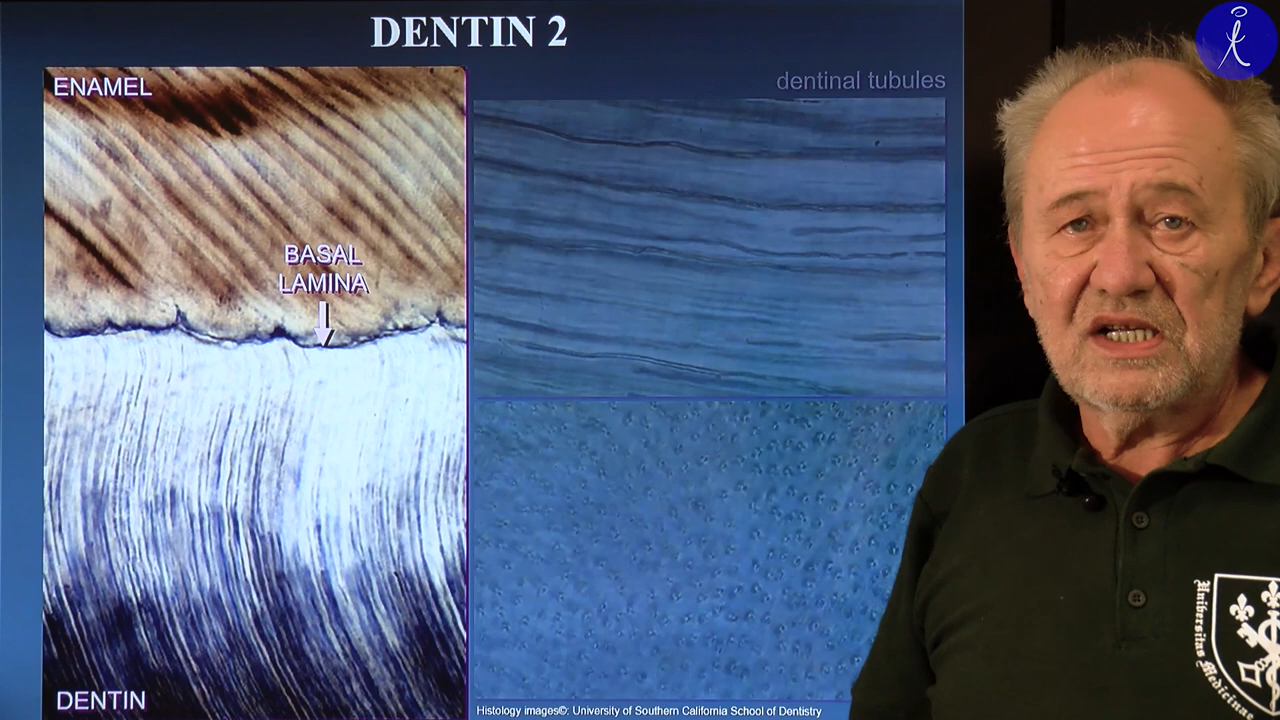 DENTIN 2
ENAMEL
dentinal tubules
BASAL
LAMINA
DENTIN
Histology images©: University of Southern California School of Dentistry
Universitas Medicinae